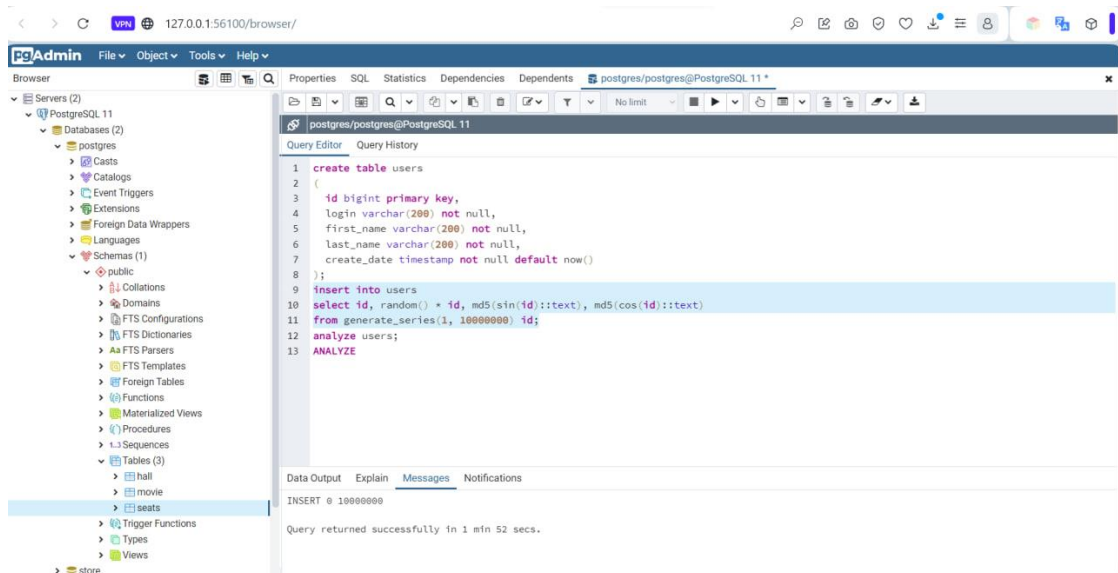 VPN 127.0.0.1:56100/browser/
pgAdmin File Object Tools Help
Browser
Properties SQL Statistics Dependencies Dependents postgres/postgres@PostgreSQL 11 *
No limit
postgres/postgres@PostgreSQL 11
Query Editor Query History
Servers (2)
PostgreSQL 11
Databases (2)
postgres
Casts
Catalogs
Event Triggers
Extensions
Foreign Data Wrappers
Languages
Schemas (1)
public
Collations
Domains
FTS Configurations
FTS Dictionaries
FTS Parsers
FTS Templates
Foreign Tables
Functions
Materialized Views
Procedures
Sequences
Tables (3)
hall
movie
seats
Trigger Functions
Types
Views
store
1 create table users
2 (
3 id bigint primary key,
4 login varchar(200) not null,
5 first_name varchar(200) not null,
6 last_name varchar(200) not null,
7 create_date timestamp not null default now()
8 );
9 insert into users
10 select id, random() * id, md5(sin(id)::text), md5(cos(id)::text)
11 from generate_series(1, 10000000) id;
12 analyze users;
13 ANALYZE
Data Output Explain Messages Notifications
INSERT 0 10000000
Query returned successfully in 1 min 52 secs.